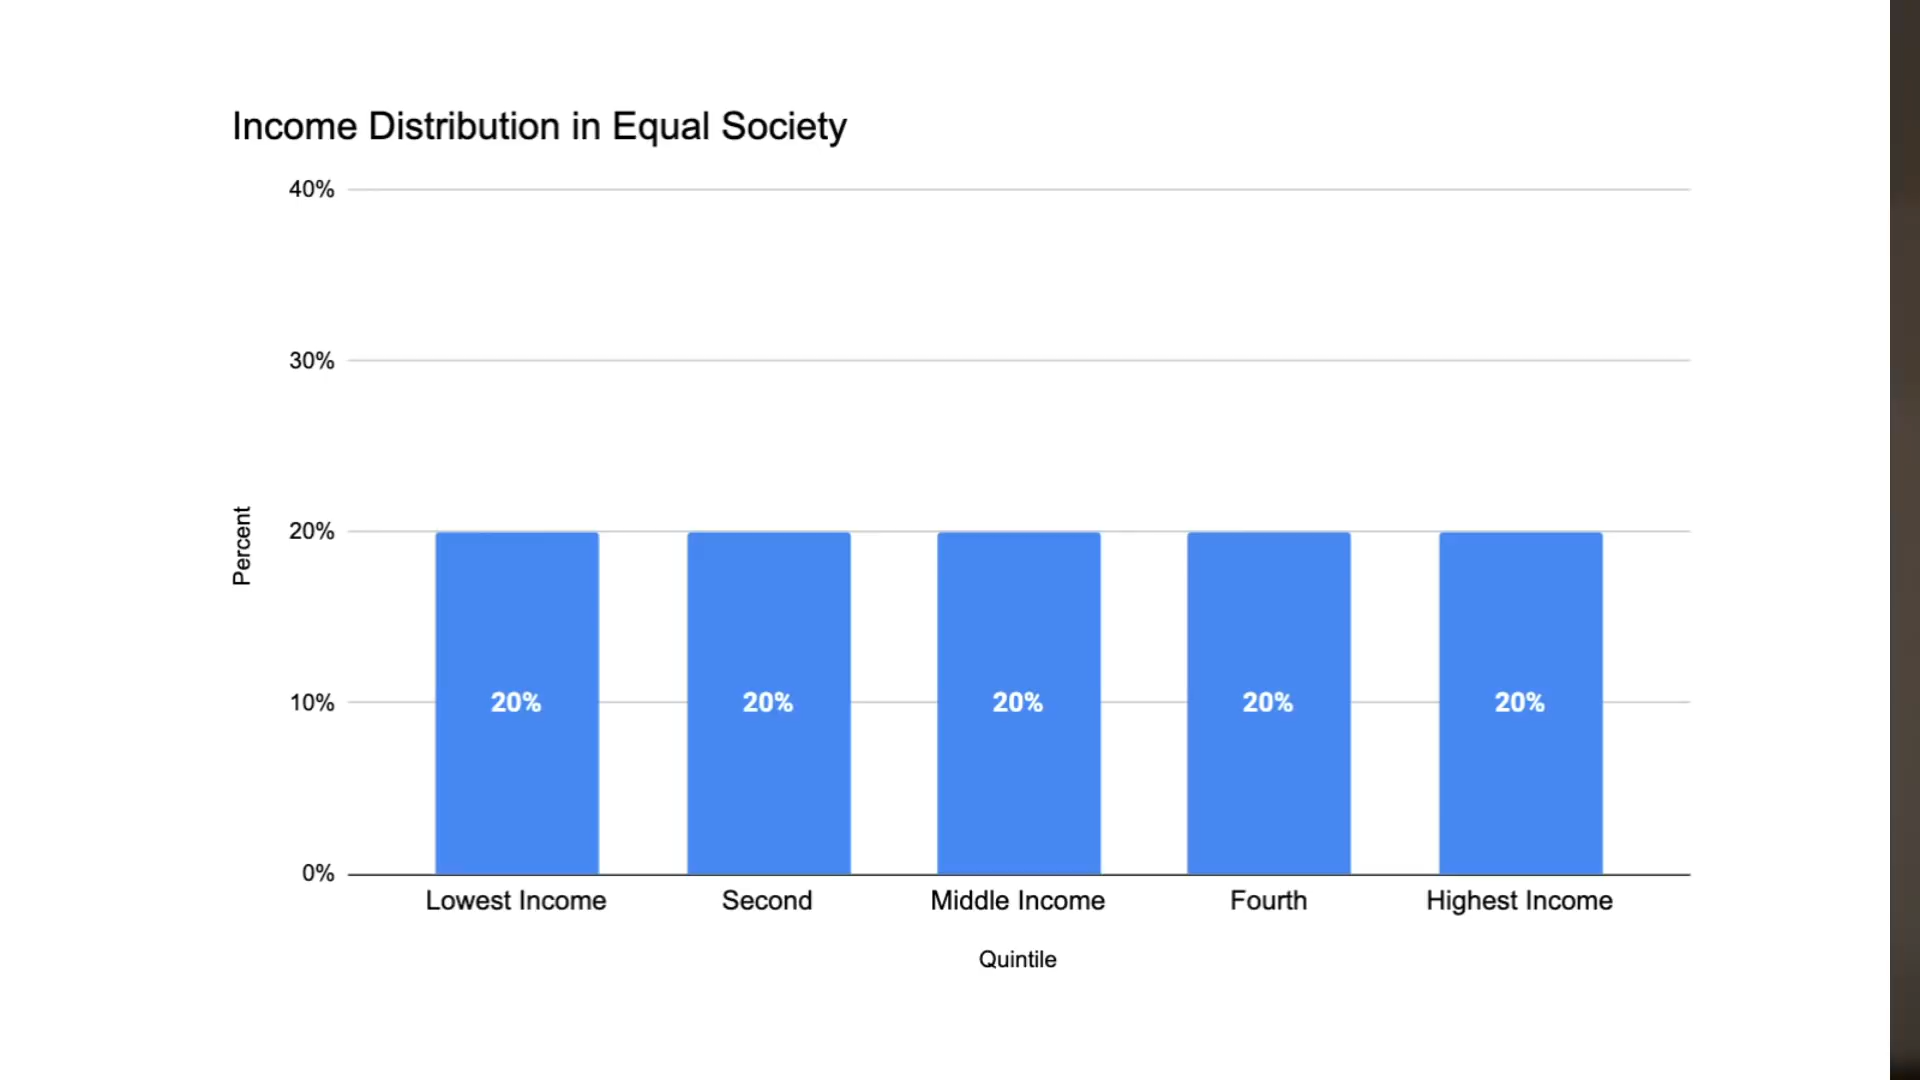 Income Distribution in Equal Society
40%
30%
20%
10%
0%
Percent
20% 20% 20% 20% 20%
Lowest Income Second Middle Income Fourth Highest Income
Quintile